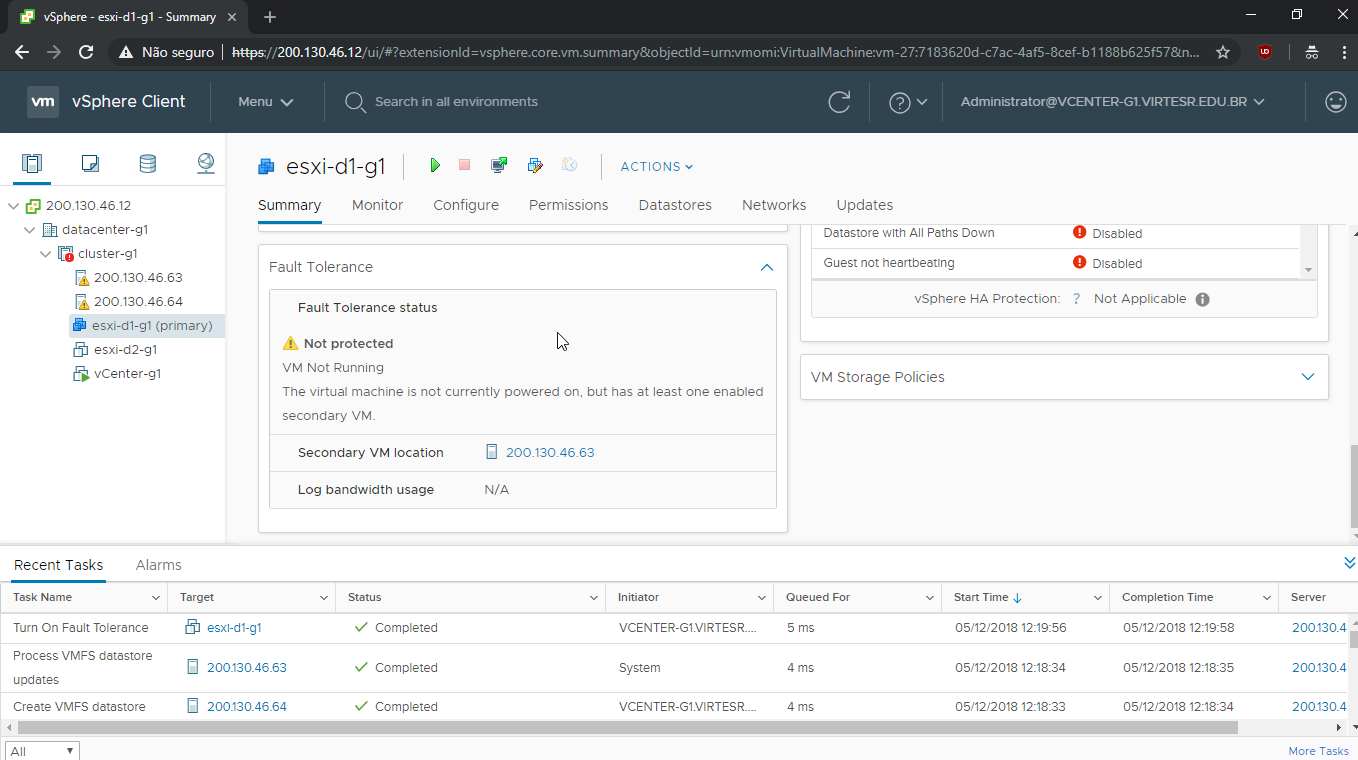 vSphere - esxi-d1-g1 - Summary
Não seguro https://200.130.46.12/ui/#?extensionId=vsphere.core.vm.summary&objectId=urn:vmomi:VirtualMachine:vm-27:7183620d-c7ac-4af5-8cef-b1188b625f57&n...
vm vSphere Client Menu Search in all environments Administrator@VCENTER-G1.VIRTESR.EDU.BR
esxi-d1-g1 ACTIONS
Summary Monitor Configure Permissions Datastores Networks Updates
200.130.46.12
datacenter-g1
cluster-g1
200.130.46.63
200.130.46.64
esxi-d1-g1 (primary)
esxi-d2-g1
vCenter-g1
Fault Tolerance
Fault Tolerance status
Not protected
VM Not Running
The virtual machine is not currently powered on, but has at least one enabled
secondary VM.
Secondary VM location 200.130.46.63
Log bandwidth usage N/A
Datastore with All Paths Down Disabled
Guest not heartbeating Disabled
vSphere HA Protection: ? Not Applicable
VM Storage Policies
Recent Tasks Alarms
Task Name Target Status Initiator Queued For Start Time Completion Time Server
Turn On Fault Tolerance esxi-d1-g1 Completed VCENTER-G1.VIRTESR.... 5 ms 05/12/2018 12:19:56 05/12/2018 12:19:58 200.130.4
Process VMFS datastore
updates 200.130.46.63 Completed System 4 ms 05/12/2018 12:18:34 05/12/2018 12:18:35 200.130.4
Create VMFS datastore 200.130.46.64 Completed VCENTER-G1.VIRTESR.... 4 ms 05/12/2018 12:18:33 05/12/2018 12:18:34 200.130.4
All More Tasks